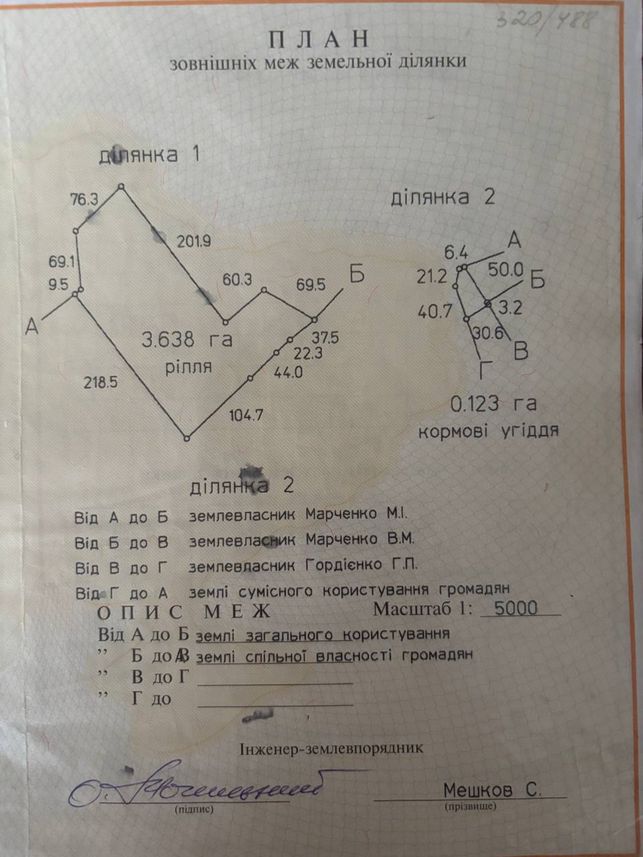 320/488
ПЛАН
зовнішніх меж земельної ділянки
ділянка 1
76.3
201.9
69.1
9.5
60.3
69.5
Б
А
3.638 га
рілля
37.5
22.3
44.0
218.5
104.7
ділянка 2
6.4
А
50.0
21.2
Б
40.7
3.2
30.6
В
Г
0.123 га
кормові угіддя
ділянка 2
Від А до Б землевласник Марченко М.І.
Від Б до В землевласник Марченко В.М.
Від В до Г землевласник Гордієнко Г.П.
Від Г до А землі сумісного користування громадян
ОПИС МЕЖ Масштаб 1: 5000
Від А до Б землі загального користування
” Б до А землі спільної власності громадян
” В до Г
” Г до
Інженер-землевпорядник
Мешков С.
(підпис) (прізвище)